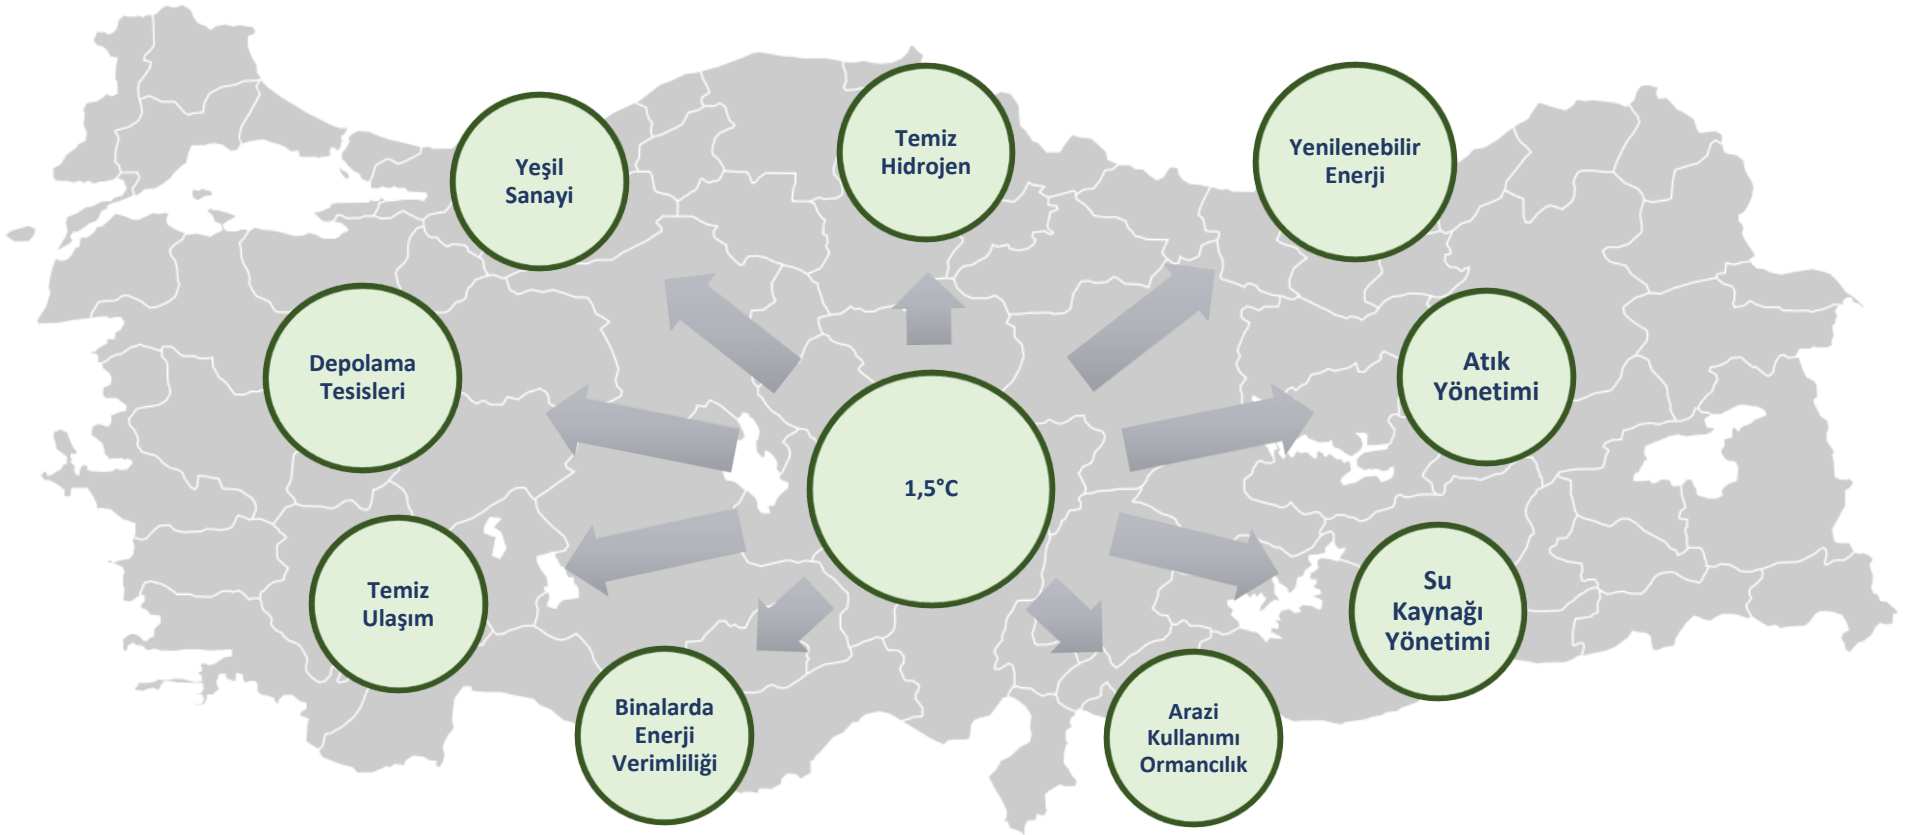 Temiz
Hidrojen
Yenilenebilir
Enerji
Yeşil
Sanayi
Depolama
Tesisleri
Atık
Yönetimi
1,5°C
Temiz
Ulaşım
Su
Kaynağı
Yönetimi
Binalarda
Enerji
Verimliliği
Arazi
Kullanımı
Ormancılık